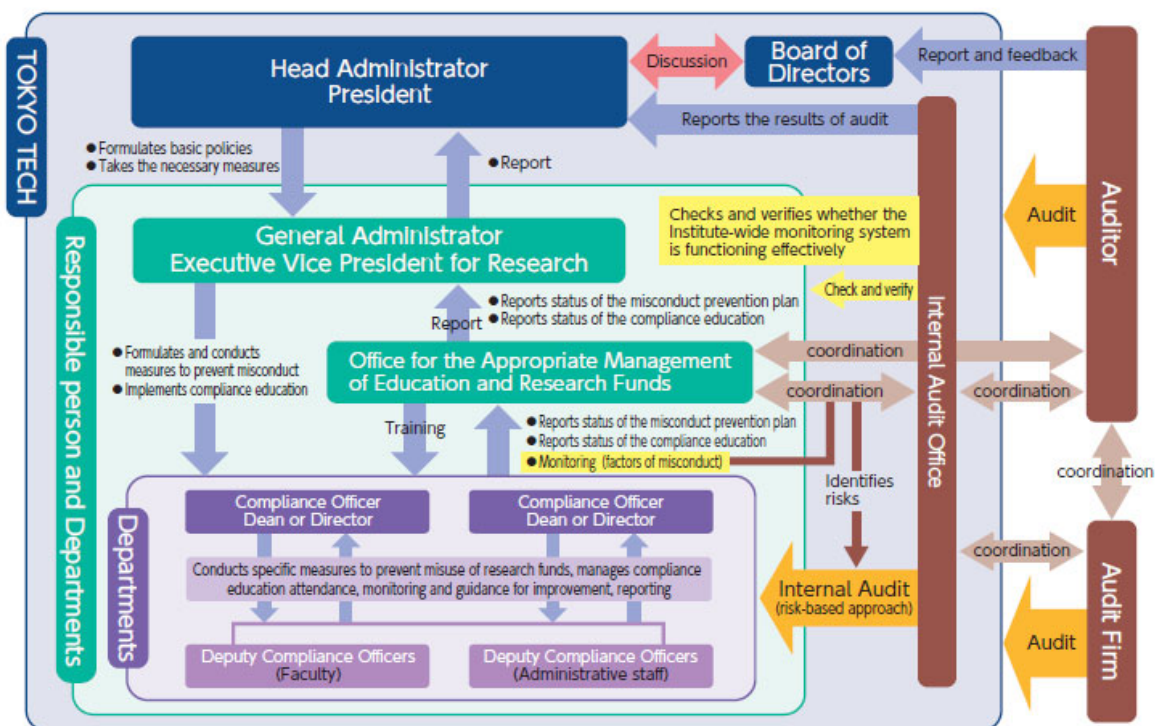 TOKYO TECH
Head Administrator
President
Discussion
Board of
Directors
Report and feedback
Reports the results of audit
● Formulates basic policies
● Takes the necessary measures
● Report
Responsible person and Departments
General Administrator
Executive Vice President for Research
Checks and verifies whether the
Institute-wide monitoring system
is functioning effectively
Check and verify
Audit
Auditor
Internal Audit Office
● Reports status of the misconduct prevention plan
● Reports status of the compliance education
Report
● Formulates and conducts
measures to prevent misconduct
● Implements compliance education
Office for the Appropriate Management
of Education and Research Funds
coordination
coordination
coordination
Training
● Reports status of the misconduct prevention plan
● Reports status of the compliance education
● Monitoring (factors of misconduct)
Identifies
risks
coordination
Departments
Compliance Officer
Dean or Director
Compliance Officer
Dean or Director
Conducts specific measures to prevent misuse of research funds, manages compliance
education attendance, monitoring and guidance for improvement, reporting
Deputy Compliance Officers
(Faculty)
Deputy Compliance Officers
(Administrative staff)
Internal Audit
(risk-based approach)
coordination
Audit
Audit Firm